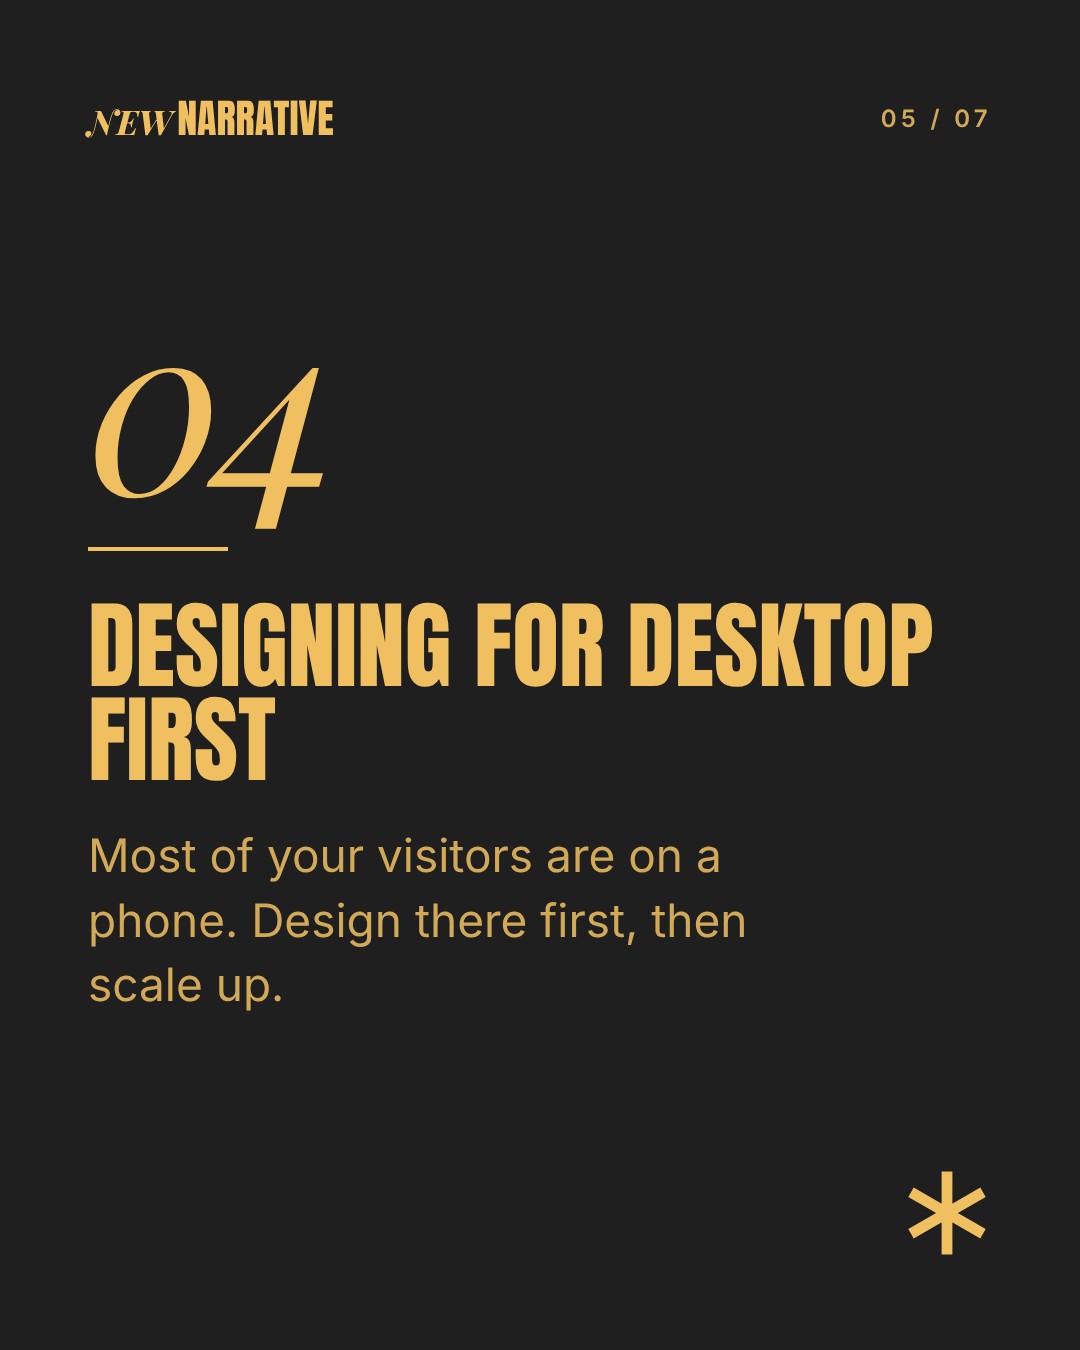 NEW NARRATIVE
05 / 07
04
DESIGNING FOR DESKTOP
FIRST
Most of your visitors are on a
phone. Design there first, then
scale up.
*